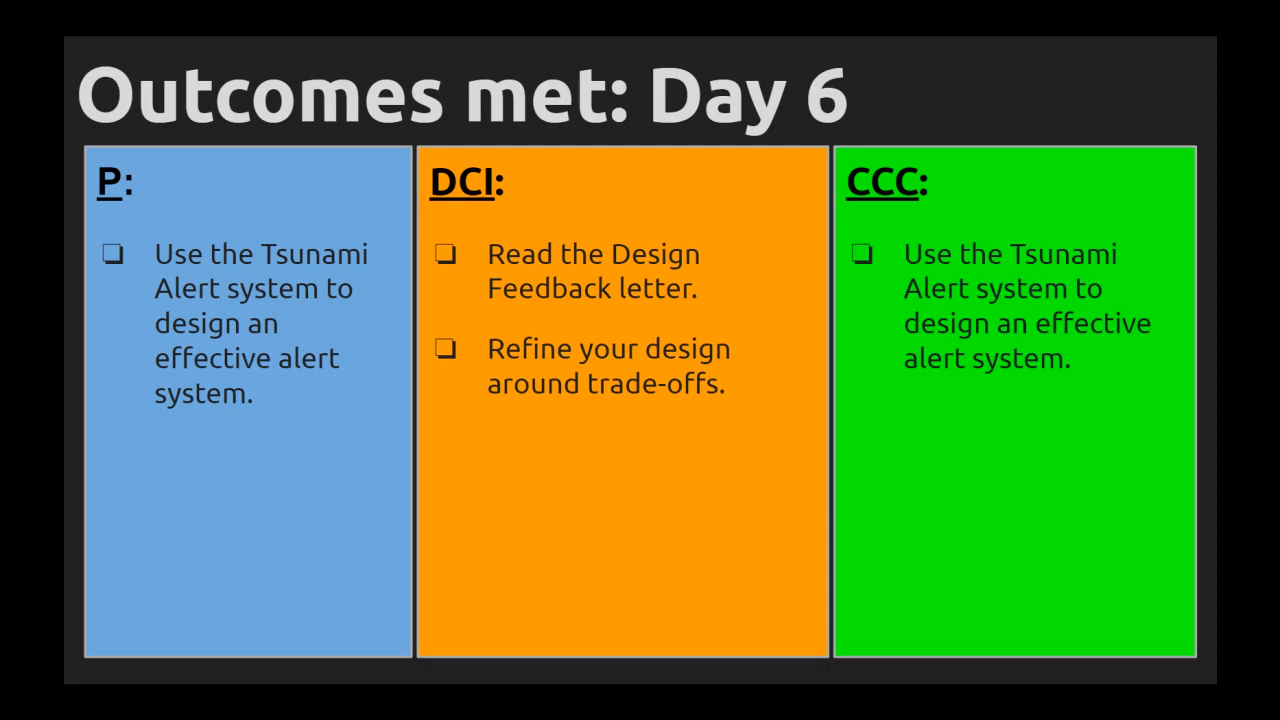 Outcomes met: Day 6
P:
❏ Use the Tsunami
Alert system to
design an
effective alert
system.
DCI:
❏ Read the Design
Feedback letter.
❏ Refine your design
around trade-offs.
CCC:
❏ Use the Tsunami
Alert system to
design an effective
alert system.